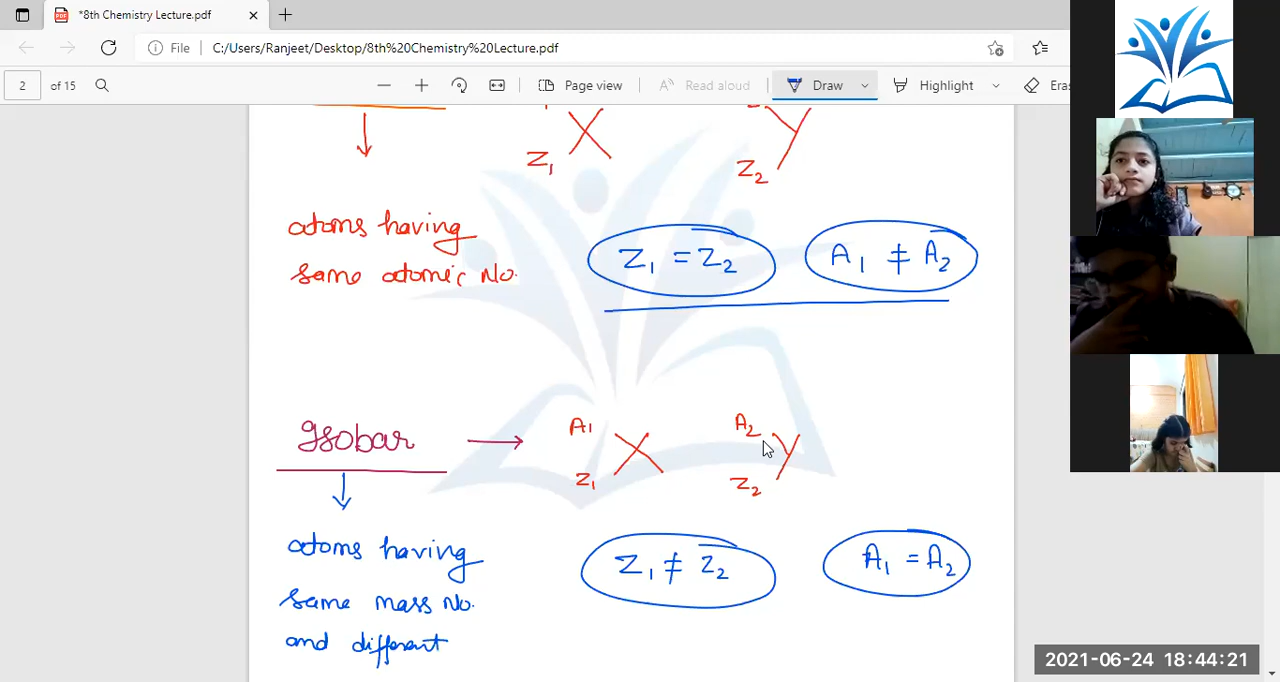 *8th Chemistry Lecture.pdf
File C:/Users/Ranjeet/Desktop/8th%20Chemistry%20Lecture.pdf
2 of 15 Page view Read aloud Draw Highlight Eras
X Y
Z1 Z2
atoms having
same atomic No.
Z1 = Z2 A1 ≠ A2
Isobar → A1 X A2 Y
Z1 Z2
atoms having
same mass No.
and different
Z1 ≠ Z2 A1 = A2
2021-06-24 18:44:21